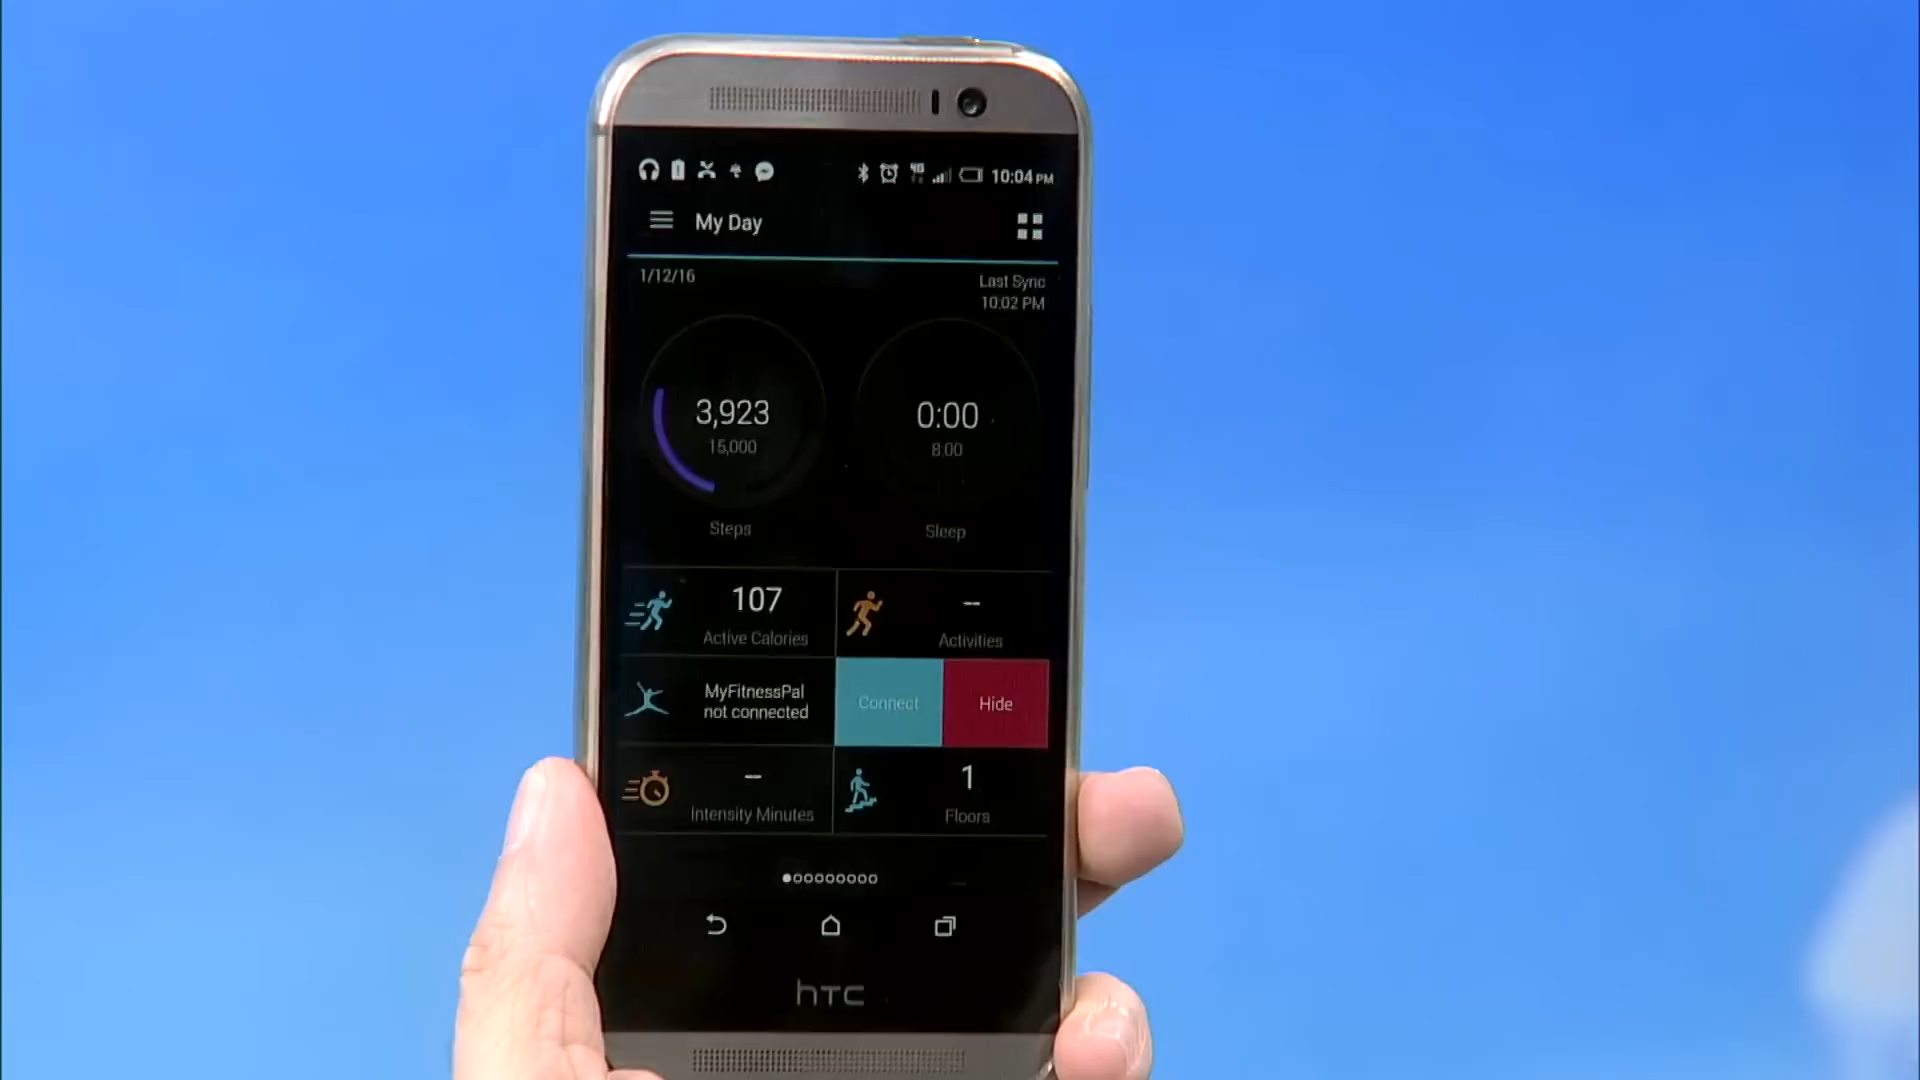 4G 10:04 PM
My Day
1/12/16
Last Sync
10:02 PM
3,923
15,000
Steps
0:00
8:00
Sleep
107
Active Calories
--
Activities
MyFitnessPal
not connected
Connect
Hide
--
Intensity Minutes
1
Floors
hTC